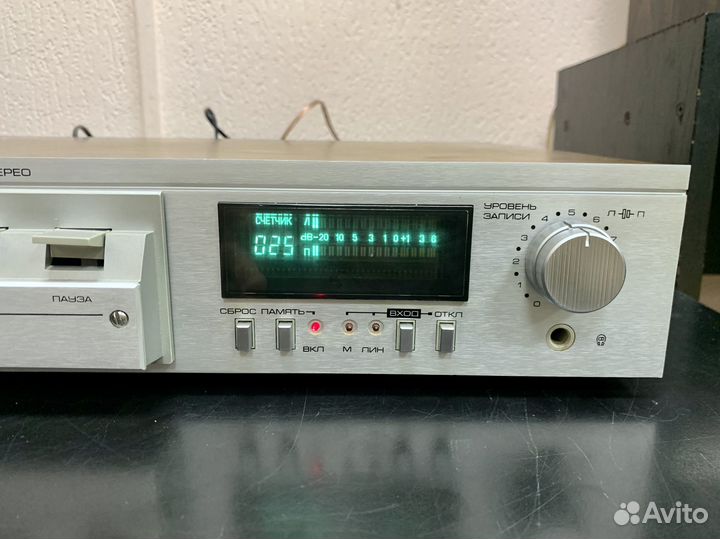 ЕРЕО
ПАУЗА
СЧЕТЧИК Л
dB-20 10 5 3 1 0+1 3 6
025 П
СБРОС ПАМЯТЬ ВХОД ОТКЛ
ВКЛ М ЛИН
УРОВЕНЬ
ЗАПИСИ
Л П
0 1 2 3 4 5 6 7
Avito